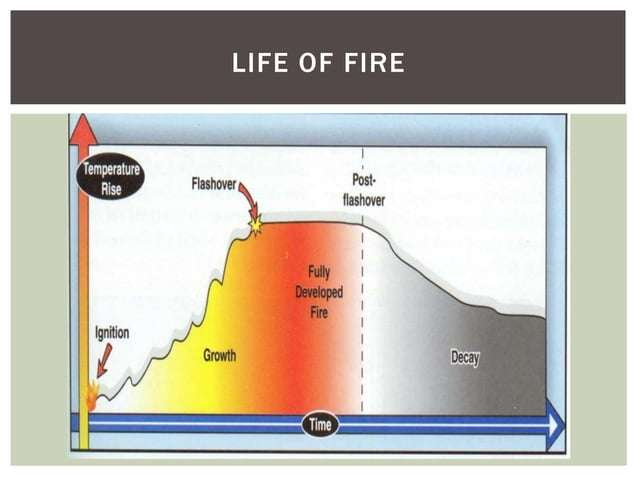 LIFE OF FIRE
Temperature
Rise
Flashover
Post-
flashover
Fully
Developed
Fire
Ignition
Growth
Decay
Time